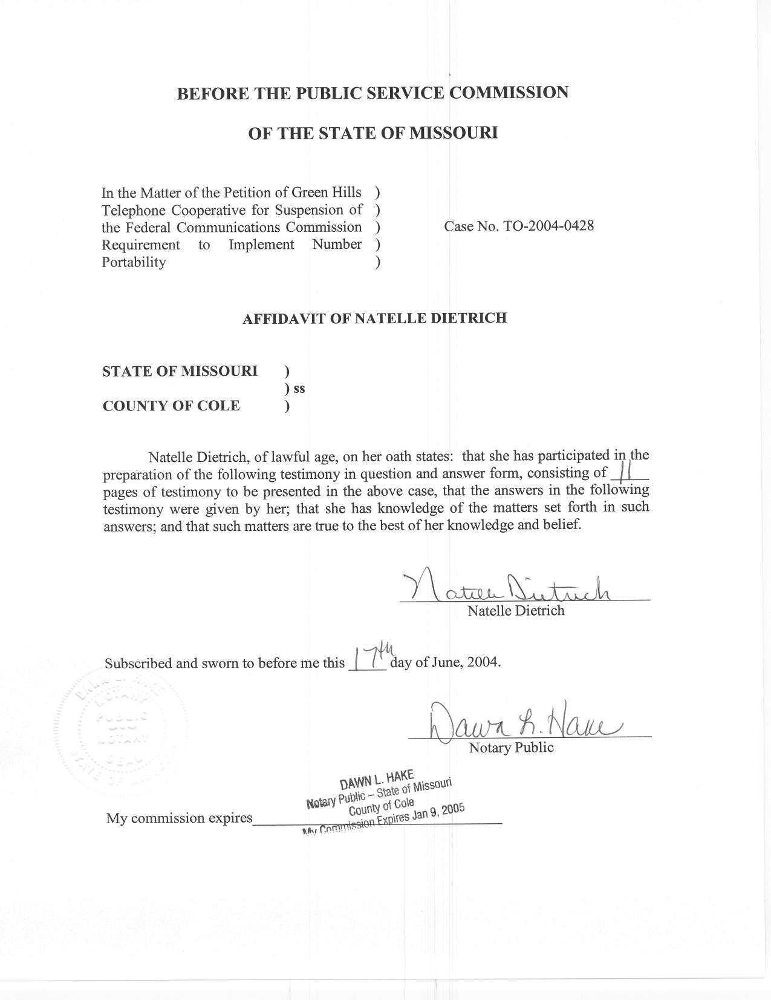 BEFORE THE PUBLIC SERVICE COMMISSION
OF THE STATE OF MISSOURI
In the Matter of the Petition of Green Hills )
Telephone Cooperative for Suspension of )
the Federal Communications Commission ) Case No. TO-2004-0428
Requirement to Implement Number )
Portability )
AFFIDAVIT OF NATELLE DIETRICH
STATE OF MISSOURI )
) ss
COUNTY OF COLE )
Natelle Dietrich, of lawful age, on her oath states: that she has participated in the
preparation of the following testimony in question and answer form, consisting of 11
pages of testimony to be presented in the above case, that the answers in the following
testimony were given by her; that she has knowledge of the matters set forth in such
answers; and that such matters are true to the best of her knowledge and belief.
Natelle Dietrich
Natelle Dietrich
Subscribed and sworn to before me this 17th day of June, 2004.
DAWN L. HAKE
NOTARY
PUBLIC
NOTARY
SEAL
STATE OF
Dawn L. Hake
Notary Public
DAWN L. HAKE
Notary Public – State of Missouri
County of Cole
My Commission Expires Jan 9, 2005
My commission expires